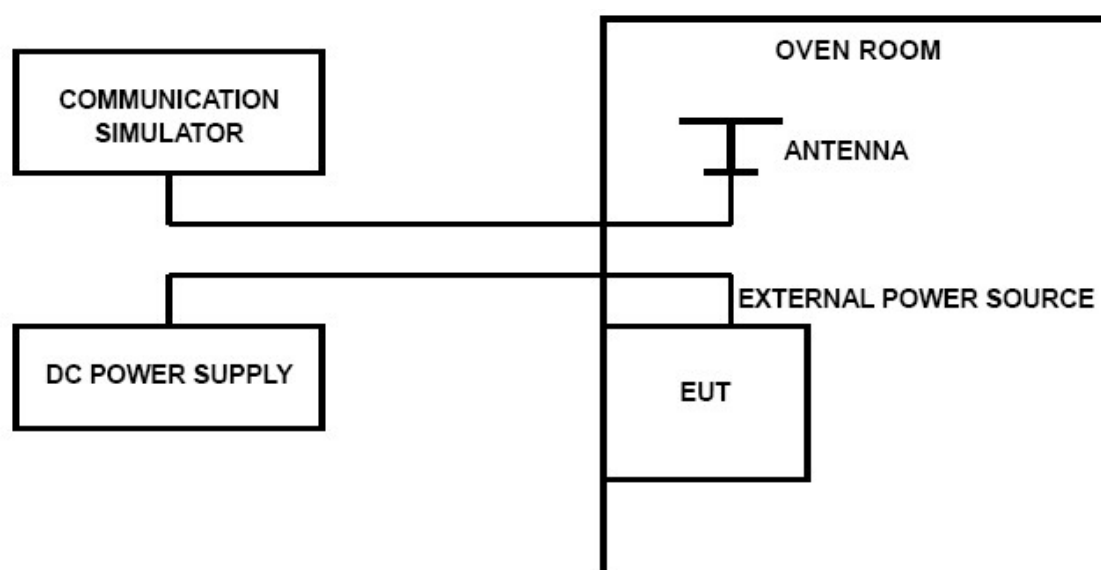 OVEN ROOM
COMMUNICATION
SIMULATOR
ANTENNA
EXTERNAL POWER SOURCE
DC POWER SUPPLY
EUT